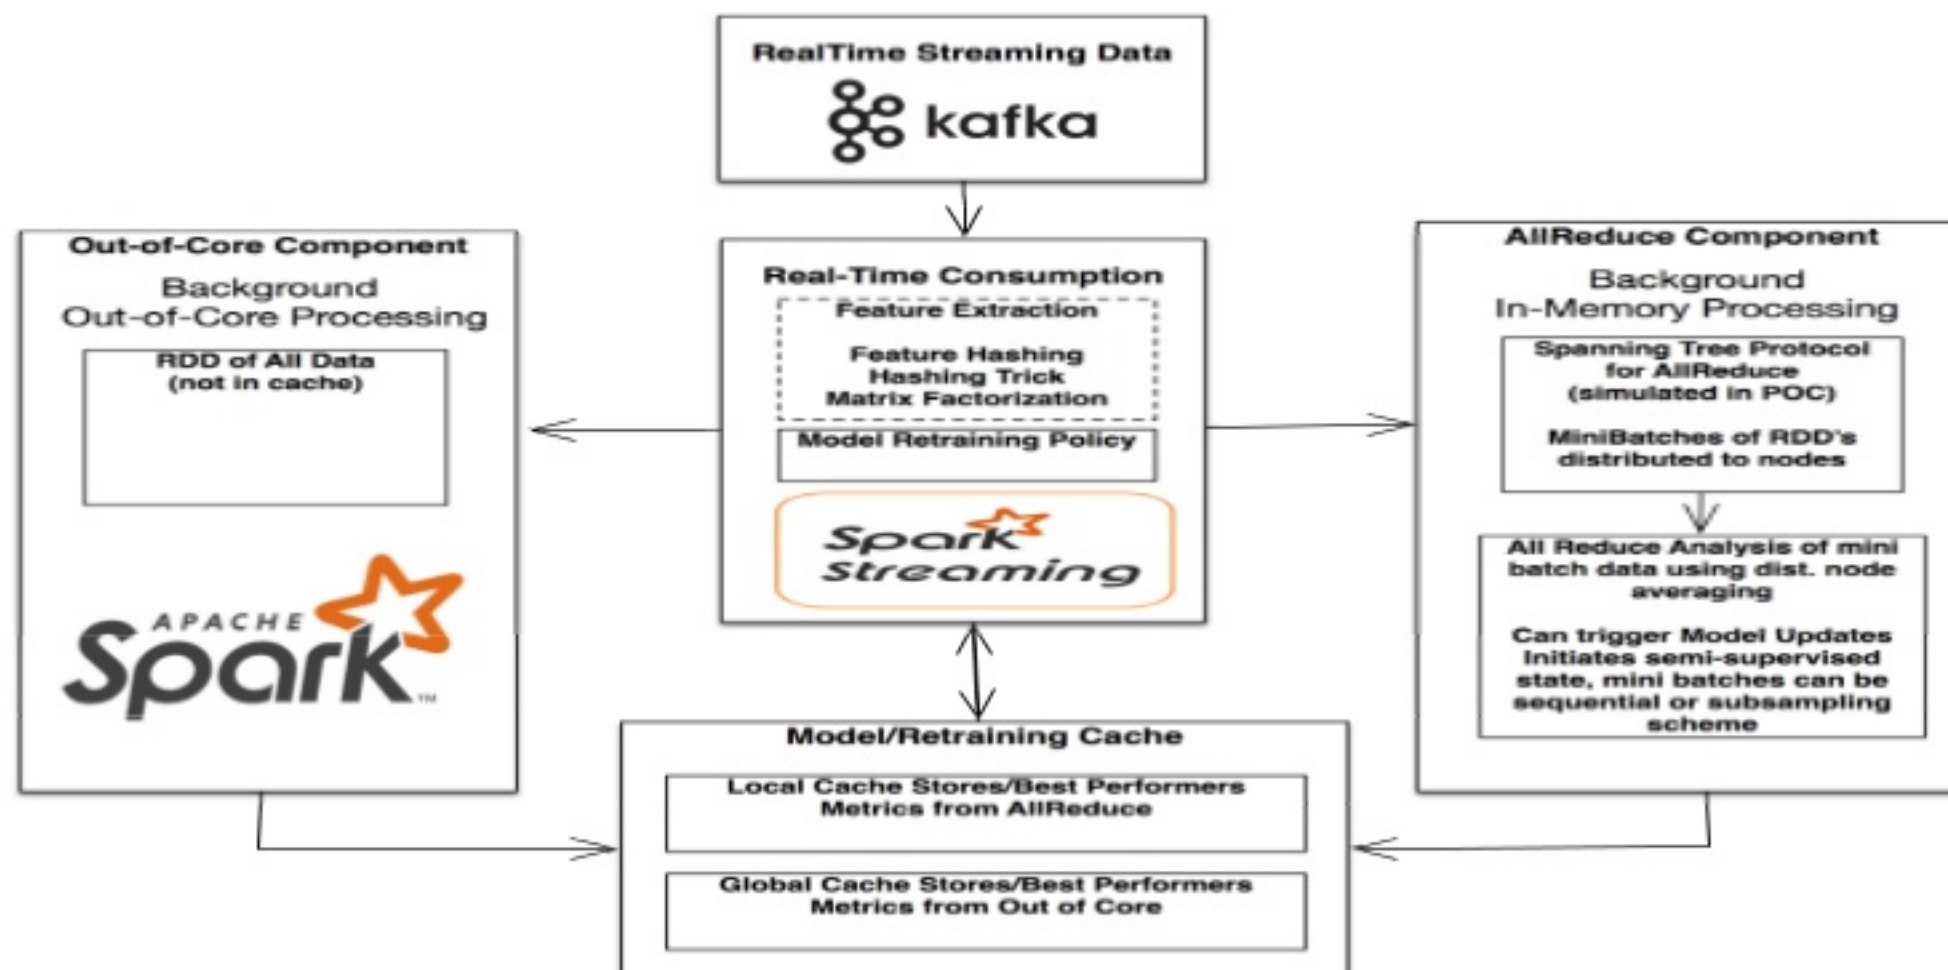 RealTime Streaming Data
kafka
Out-of-Core Component
Background
Out-of-Core Processing
RDD of All Data
(not in cache)
APACHE
Spark™
Real-Time Consumption
Feature Extraction
Feature Hashing
Hashing Trick
Matrix Factorization
Model Retraining Policy
Spark
Streaming
AllReduce Component
Background
In-Memory Processing
Spanning Tree Protocol
for AllReduce
(simulated in POC)
MiniBatches of RDD's
distributed to nodes
All Reduce Analysis of mini
batch data using dist. node
averaging
Can trigger Model Updates
Initiates semi-supervised
state, mini batches can be
sequential or subsampling
scheme
Model/Retraining Cache
Local Cache Stores/Best Performers
Metrics from AllReduce
Global Cache Stores/Best Performers
Metrics from Out of Core